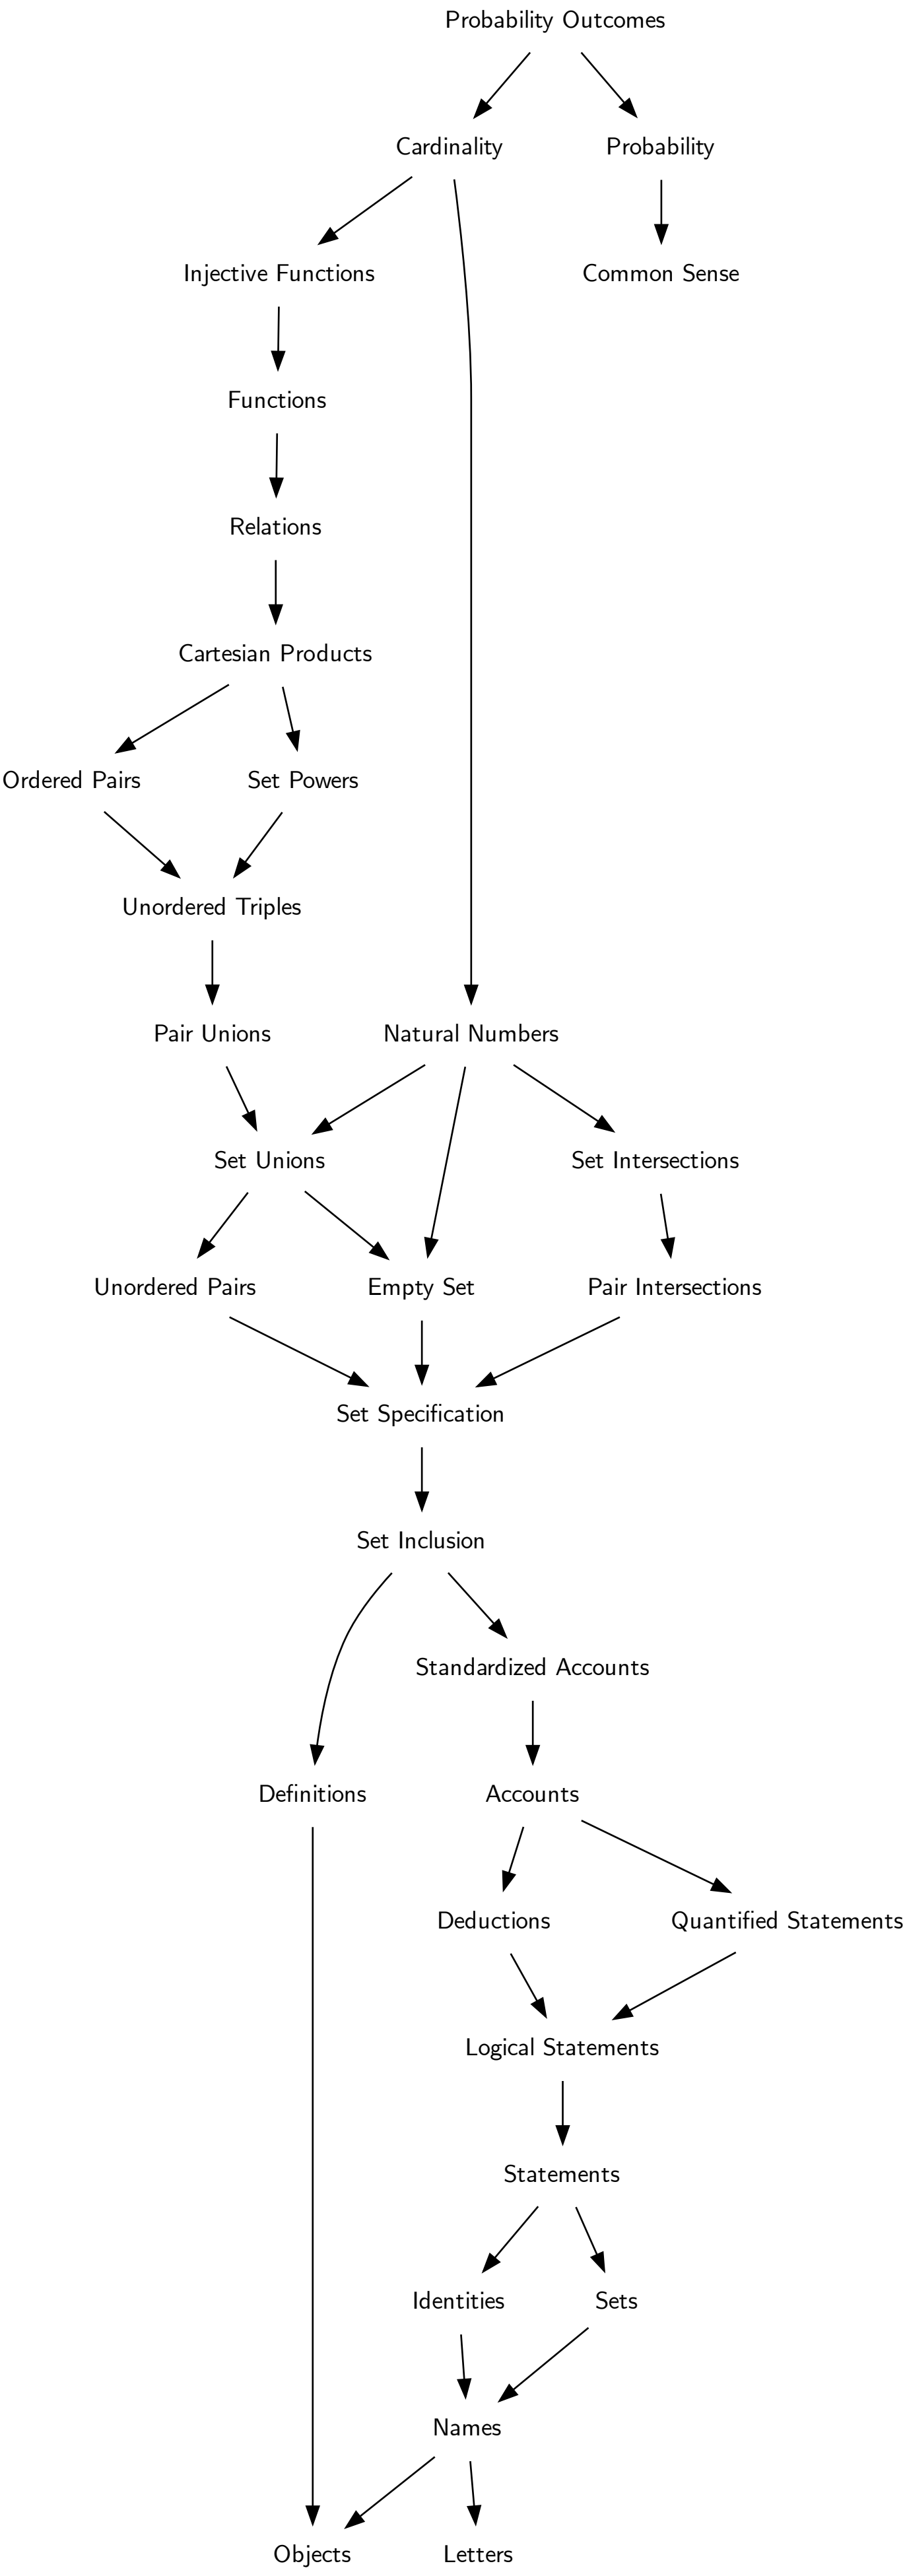 Probability Outcomes
Cardinality
Probability
Injective Functions
Common Sense
Functions
Relations
Cartesian Products
Ordered Pairs
Set Powers
Unordered Triples
Pair Unions
Natural Numbers
Set Unions
Set Intersections
Unordered Pairs
Empty Set
Pair Intersections
Set Specification
Set Inclusion
Standardized Accounts
Definitions
Accounts
Deductions
Quantified Statements
Logical Statements
Statements
Identities
Sets
Names
Objects
Letters